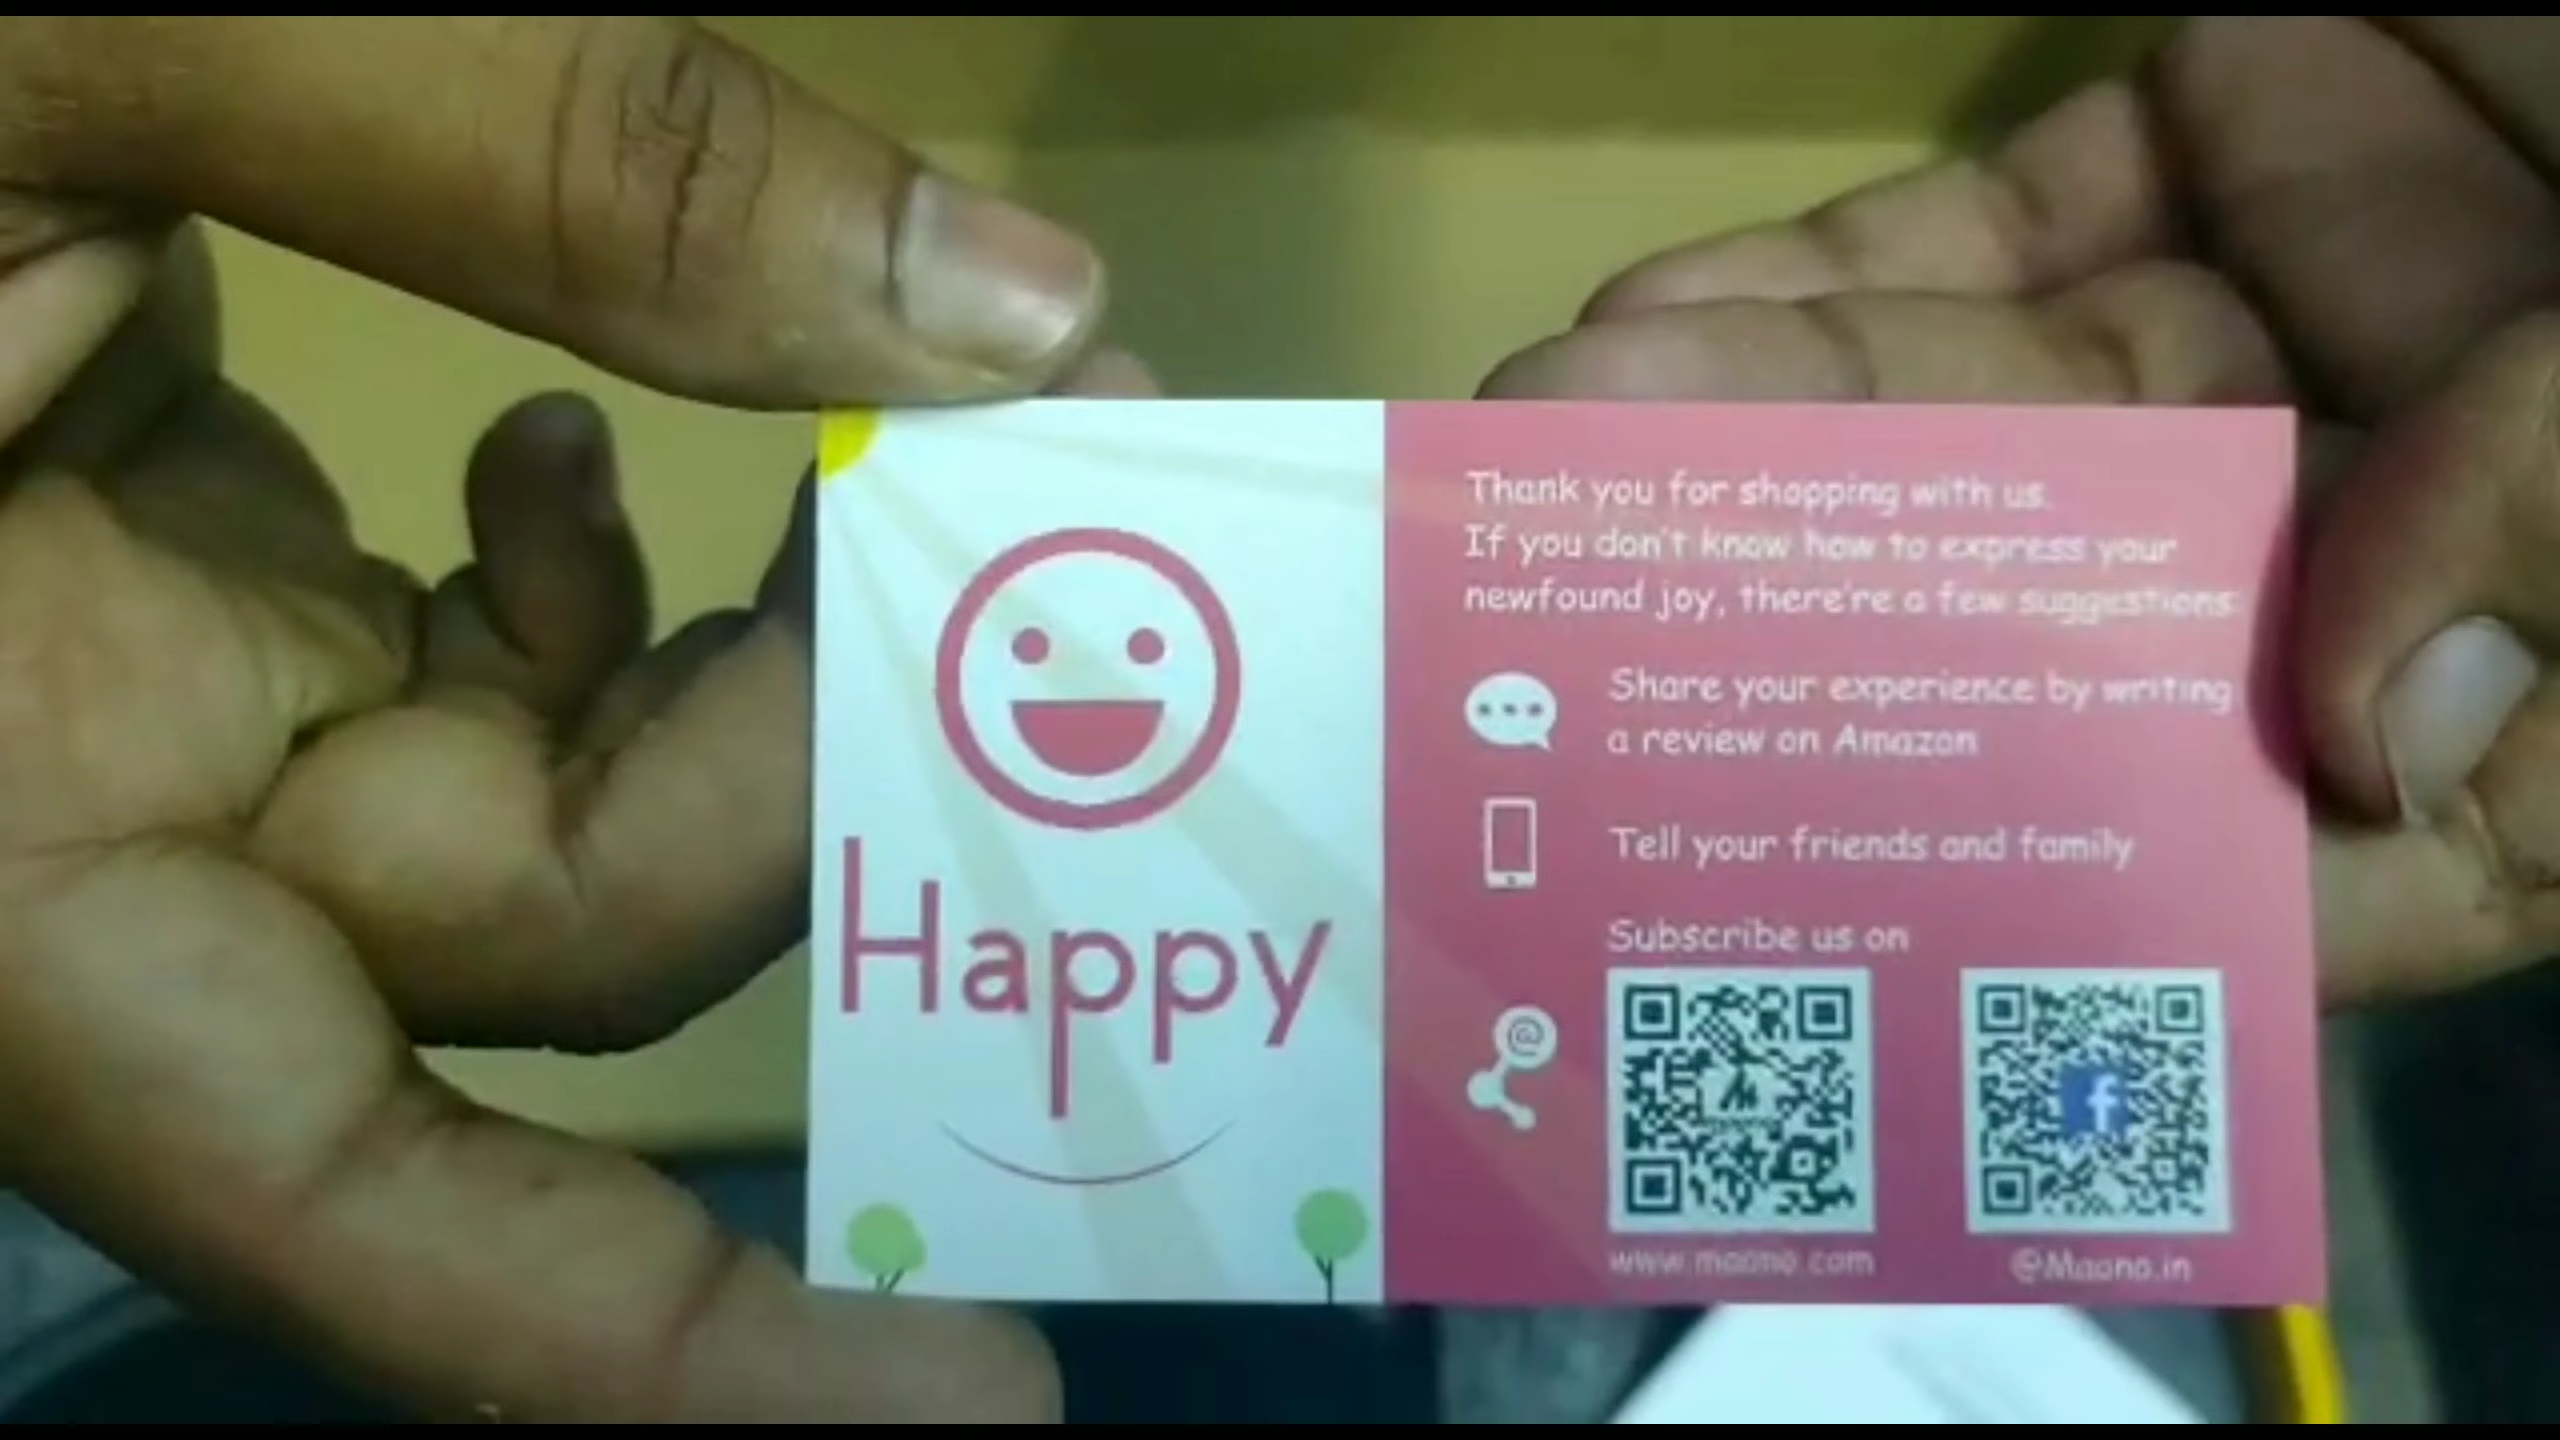 Happy
Thank you for shopping with us.
If you don't know how to express your
newfound joy, there're a few suggestions:
Share your experience by writing
a review on Amazon
Tell your friends and family
Subscribe us on
@
f
www.maono.com
@Maono.in